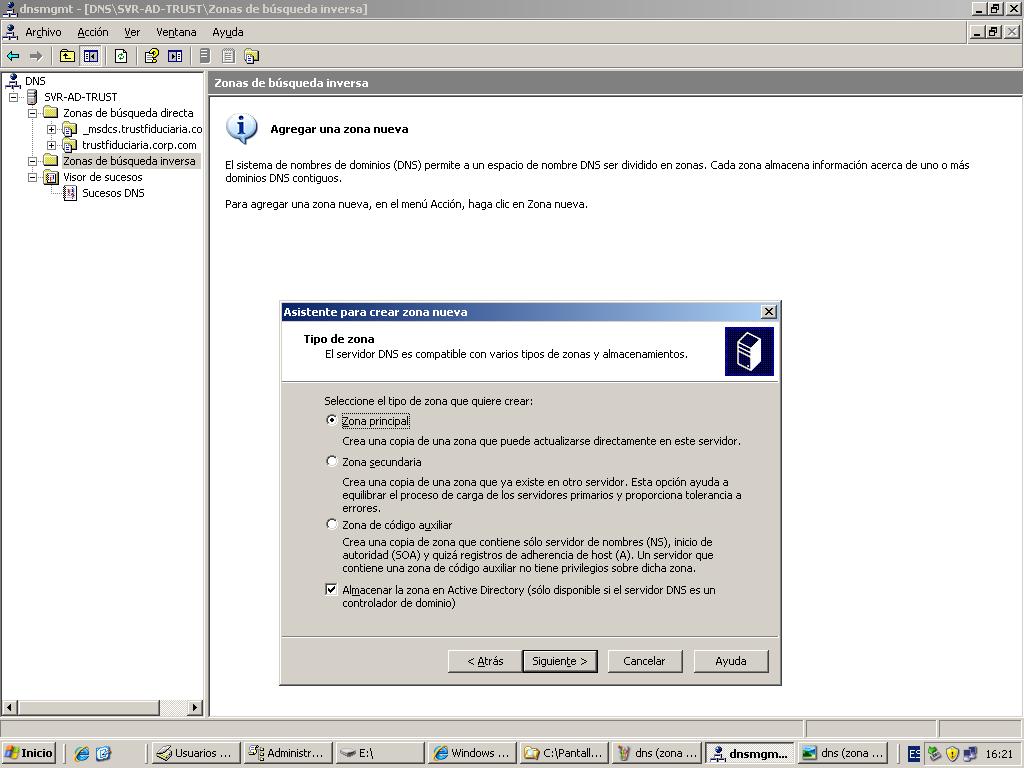 dnsmgmt - [DNS\SVR-AD-TRUST\Zonas de búsqueda inversa]
Archivo Acción Ver Ventana Ayuda
DNS
SVR-AD-TRUST
Zonas de búsqueda directa
_msdcs.trustfiduciaria.co
trustfiduciaria.corp.com
Zonas de búsqueda inversa
Visor de sucesos
Sucesos DNS
Zonas de búsqueda inversa
Agregar una zona nueva
El sistema de nombres de dominios (DNS) permite a un espacio de nombre DNS ser dividido en zonas. Cada zona almacena información acerca de uno o más
dominios DNS contiguos.
Para agregar una zona nueva, en el menú Acción, haga clic en Zona nueva.
Asistente para crear zona nueva
Tipo de zona
El servidor DNS es compatible con varios tipos de zonas y almacenamientos.
Seleccione el tipo de zona que quiere crear:
Zona principal
Crea una copia de una zona que puede actualizarse directamente en este servidor.
Zona secundaria
Crea una copia de una zona que ya existe en otro servidor. Esta opción ayuda a
equilibrar el proceso de carga de los servidores primarios y proporciona tolerancia a
errores.
Zona de código auxiliar
Crea una copia de zona que contiene sólo servidor de nombres (NS), inicio de
autoridad (SOA) y quizá registros de adherencia de host (A). Un servidor que
contiene una zona de código auxiliar no tiene privilegios sobre dicha zona.
Almacenar la zona en Active Directory (sólo disponible si el servidor DNS es un
controlador de dominio)
< Atrás Siguiente > Cancelar Ayuda
Inicio Usuarios ... Administr... E:\ Windows ... C:\Pantall... dns (zona ... dnsmgm... dns (zona ... ES 16:21